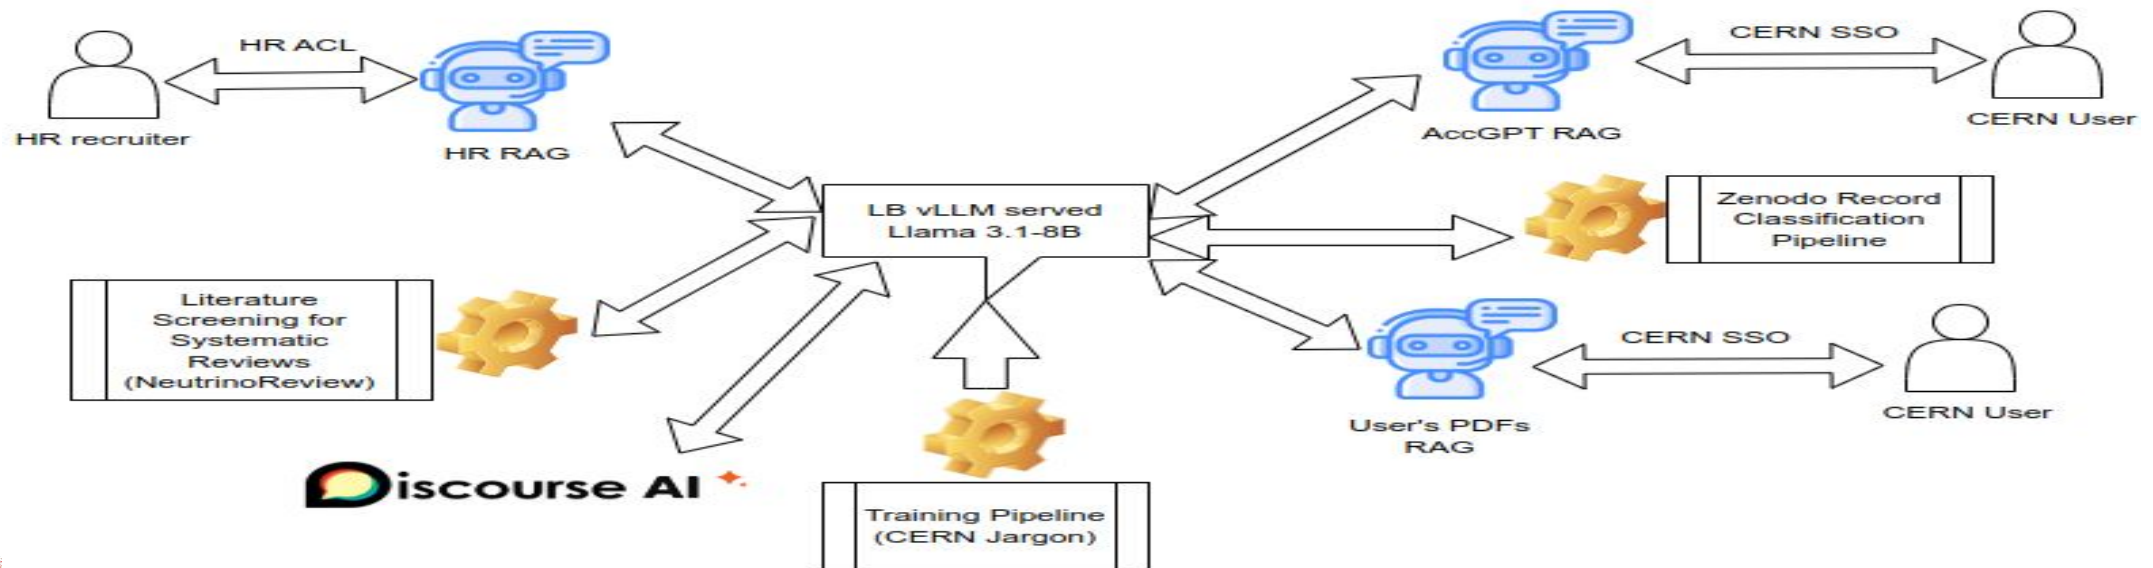 HR ACL
HR recruiter
HR RAG
CERN SSO
AccGPT RAG
CERN User
LB vLLM served
Llama 3.1-8B
Zenodo Record
Classification
Pipeline
Literature
Screening for
Systematic
Reviews
(NeutrinoReview)
CERN SSO
User's PDFs
RAG
CERN User
Discourse AI
Training Pipeline
(CERN Jargon)